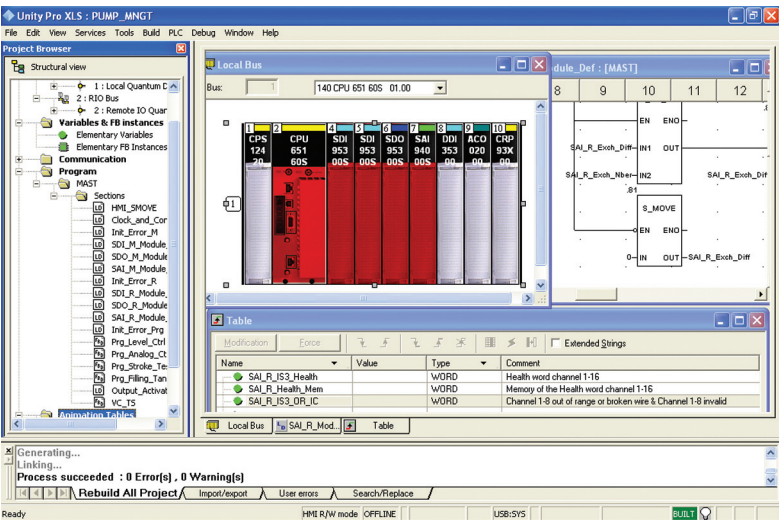 Unity Pro XLS : PUMP_MNGT
File Edit View Services Tools Build PLC Debug Window Help
Project Browser
Structural view
1 : Local Quantum D
2 : RIO Bus
2 : Remote IO Quar
Variables & FB instances
Elementary Variables
Elementary FB Instances
Communication
Program
MAST
Sections
HMI_SMOVE
Clock_and_Cor
Init_Error_M
SDI_M_Module_
SDO_M_Module
SAI_M_Module_
Init_Error_R
SDI_R_Module_
SDO_R_Module
SAI_R_Module_
Init_Error_Prg
Prg_Level_Ctrl
Prg_Analog_Ct
Prg_Stroke_Te
Prg_Filling_Tan
Output_Activat
VC_TS
Animation Tables
Local Bus
Bus: 1 140 CPU 651 60S 01.00
1 2 4 5 6 7 8 9 10
CPS CPU SDI SDI SDO SAI DDI ACO CRP
124 651 953 953 953 940 353 020 93X
20 60S 00S 00S 00S 00S 00 00 00
1
dule_Def : [MAST]
8 9 10 11 12
EN ENO
SAI_R_Exch_Diff IN1 OUT
SAI_R_Exch_Nber IN2 SAI_R_Exch_Dif
.81
S_MOVE
EN ENO
0 IN OUT SAI_R_Exch_Diff
Table
Modification Force Extended Strings
Name Value Type Comment
SAI_R_IS3_Health WORD Health word channel 1-16
SAI_R_Health_Mem WORD Memory of the Health word channel 1-16
SAI_R_IS3_OR_IC WORD Channel 1-8 out of range or broken wire & Channel 1-8 invalid
Local Bus SAI_R_Mod... Table
Generating...
Linking...
Process succeeded : 0 Error(s) , 0 Warning(s)
Rebuild All Project Import/export User errors Search/Replace
Ready HMI R/W mode OFFLINE USB:SYS BUILT